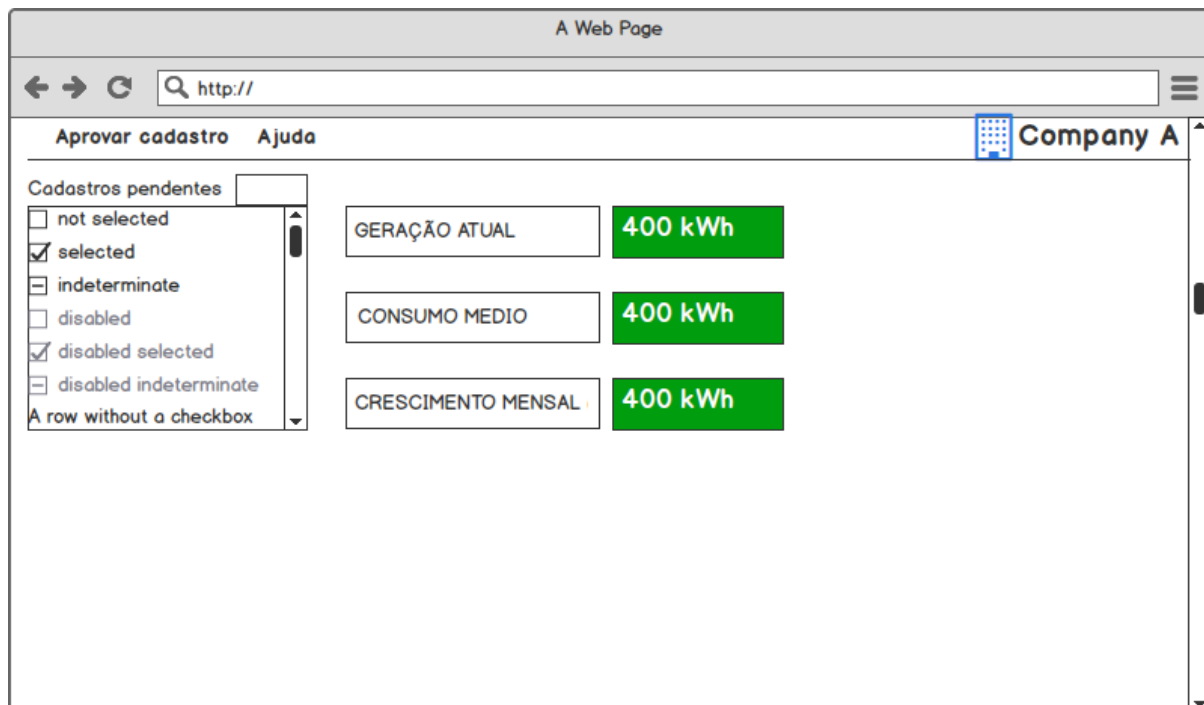 A Web Page
http://
Aprovar cadastro Ajuda Company A
Cadastros pendentes
not selected
selected
indeterminate
disabled
disabled selected
disabled indeterminate
A row without a checkbox
GERAÇÃO ATUAL 400 kWh
CONSUMO MEDIO 400 kWh
CRESCIMENTO MENSAL 400 kWh